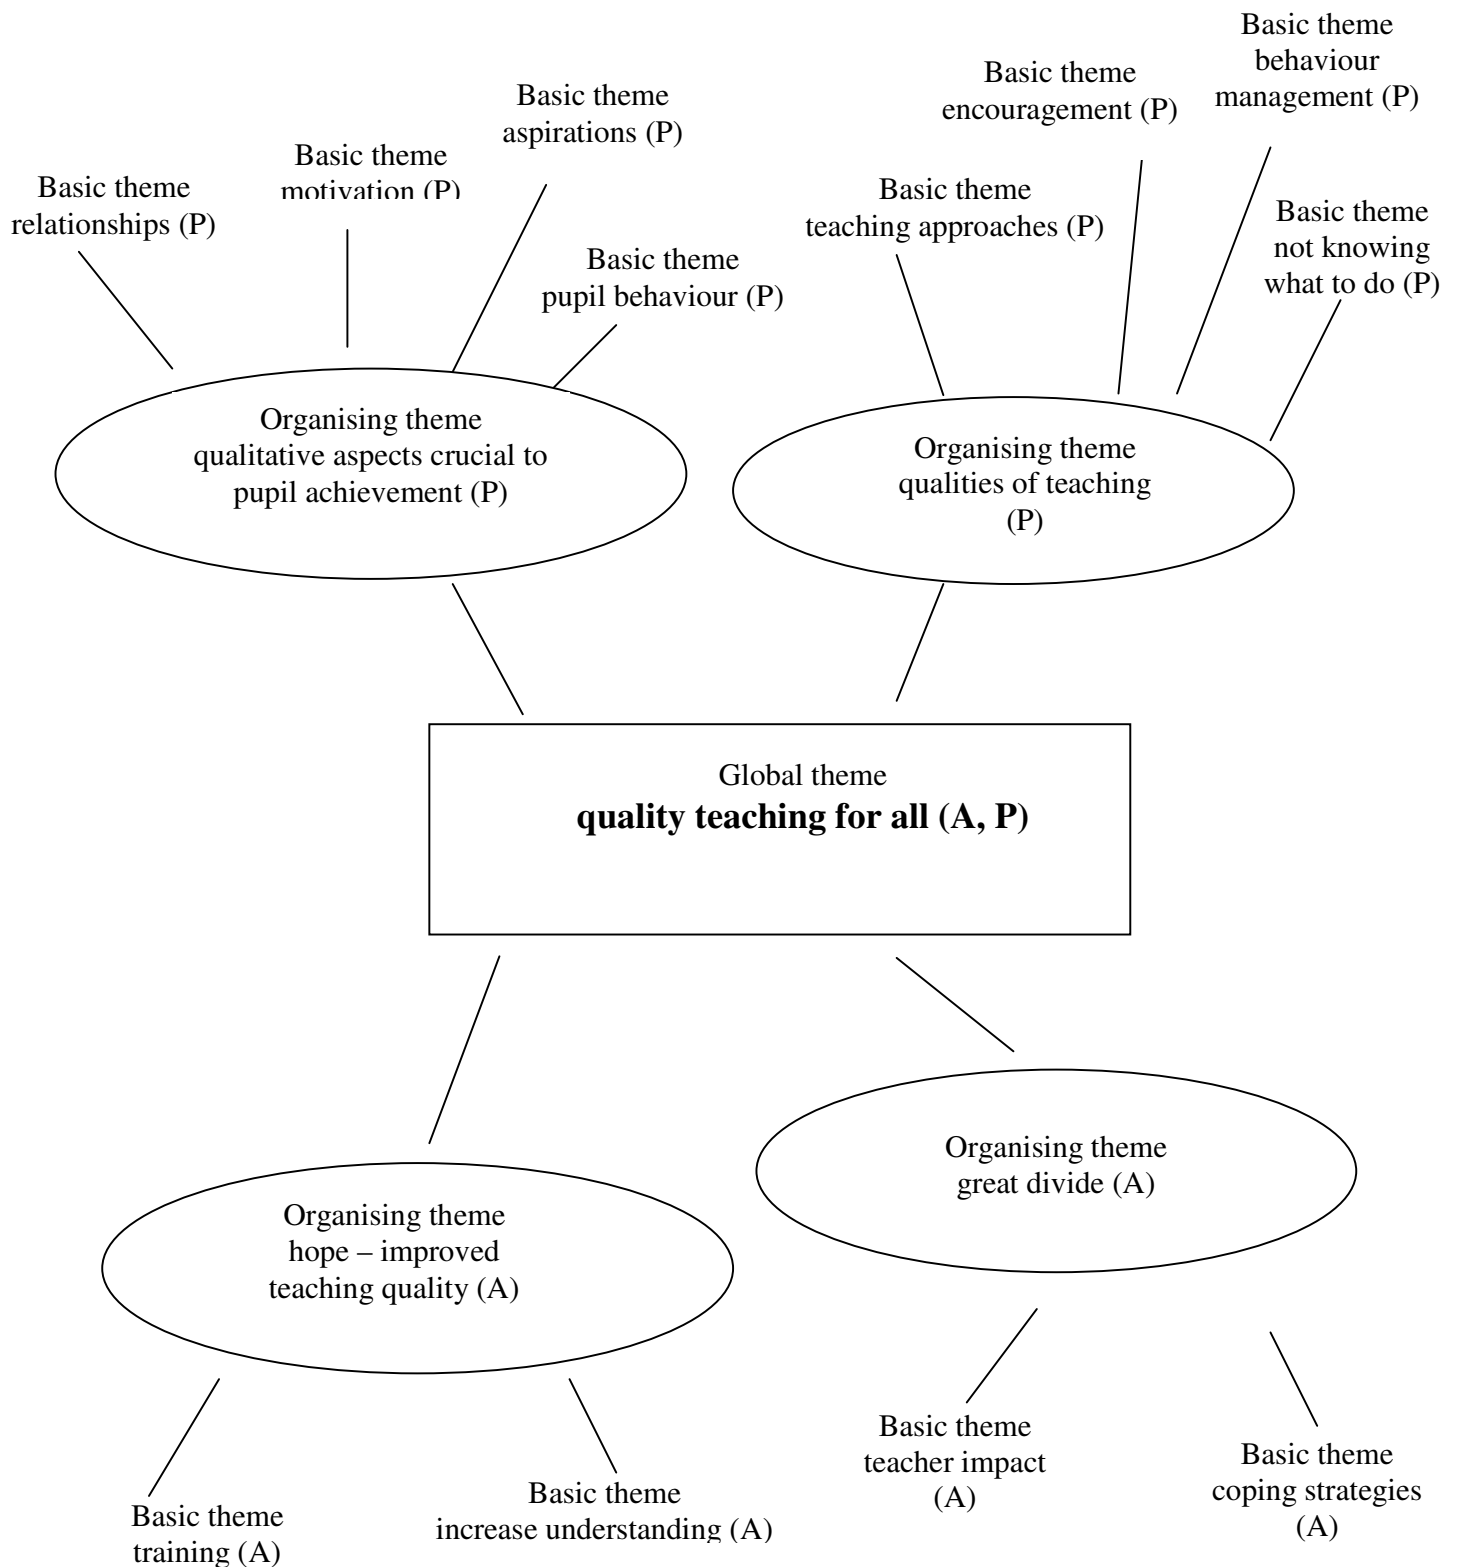 Basic theme
behaviour
management (P)
Basic theme
encouragement (P)
Basic theme
aspirations (P)
Basic theme
motivation (P)
Basic theme
relationships (P)
Basic theme
teaching approaches (P)
Basic theme
not knowing
what to do (P)
Basic theme
pupil behaviour (P)
Organising theme
qualitative aspects crucial to
pupil achievement (P)
Organising theme
qualities of teaching
(P)
Global theme
quality teaching for all (A, P)
Organising theme
great divide (A)
Organising theme
hope – improved
teaching quality (A)
Basic theme
teacher impact
(A)
Basic theme
coping strategies
(A)
Basic theme
increase understanding (A)
Basic theme
training (A)